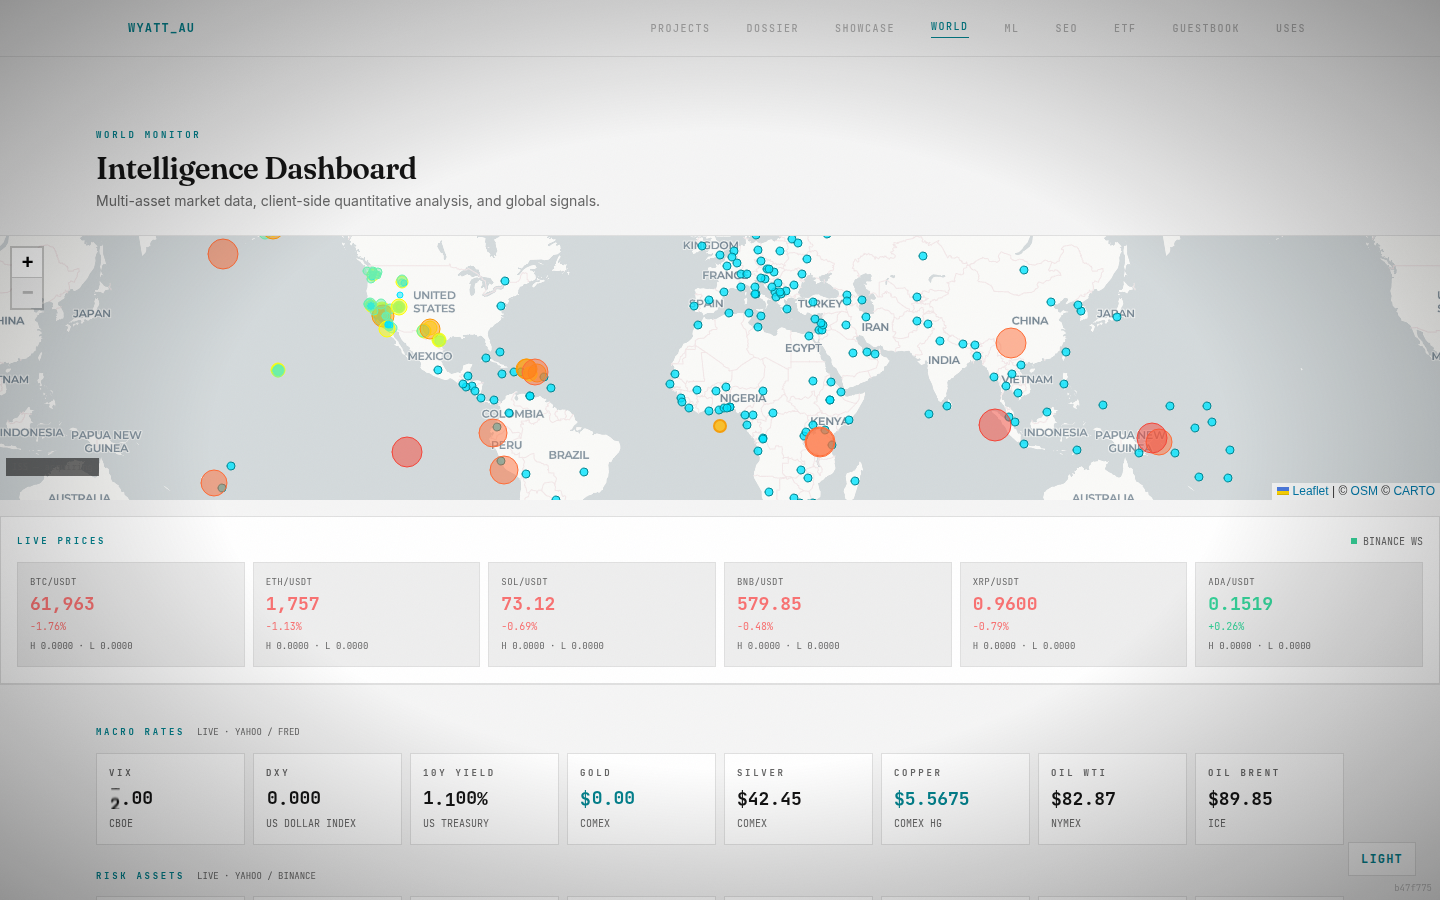 WYATT_AU
PROJECTS DOSSIER SHOWCASE WORLD ML SEO ETF GUESTBOOK USES
WORLD MONITOR
Intelligence Dashboard
Multi-asset market data, client-side quantitative analysis, and global signals.
+
−
KINGDOM
FRANCE
SPAIN
TURKEY
UNITED
STATES
JAPAN
CHINA
IRAN
EGYPT
MEXICO
INDIA
VIETNAM
NIGERIA
COLOMBIA
KENYA
INDONESIA
PAPUA NEW
GUINEA
PERU
BRAZIL
INDONESIA
PAPUA NEW
GUINEA
AUSTRALIA
AUSTRALIA
JAPAN
Leaflet | © OSM © CARTO
LIVE PRICES
BINANCE WS
BTC/USDT ETH/USDT SOL/USDT BNB/USDT XRP/USDT ADA/USDT
61,963 1,757 73.12 579.85 0.9600 0.1519
-1.76% -1.13% -0.69% -0.48% -0.79% +0.26%
H 0.0000 · L 0.0000 H 0.0000 · L 0.0000 H 0.0000 · L 0.0000 H 0.0000 · L 0.0000 H 0.0000 · L 0.0000 H 0.0000 · L 0.0000
MACRO RATES LIVE · YAHOO / FRED
VIX DXY 10Y YIELD GOLD SILVER COPPER OIL WTI OIL BRENT
.00 0.000 1.100% $0.00 $42.45 $5.5675 $82.87 $89.85
CBOE US DOLLAR INDEX US TREASURY COMEX COMEX COMEX HG NYMEX ICE
RISK ASSETS LIVE · YAHOO / BINANCE
LIGHT
b47f775